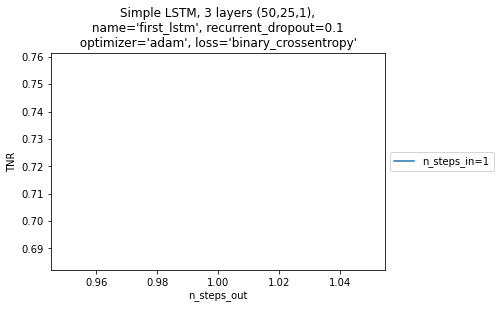 Simple LSTM, 3 layers (50,25,1),
name='first_lstm', recurrent_dropout=0.1
optimizer='adam', loss='binary_crossentropy'
0.76
0.75
0.74
0.73
0.72
0.71
0.70
0.69
TNR
n_steps_in=1
0.96
0.98
1.00
1.02
1.04
n_steps_out